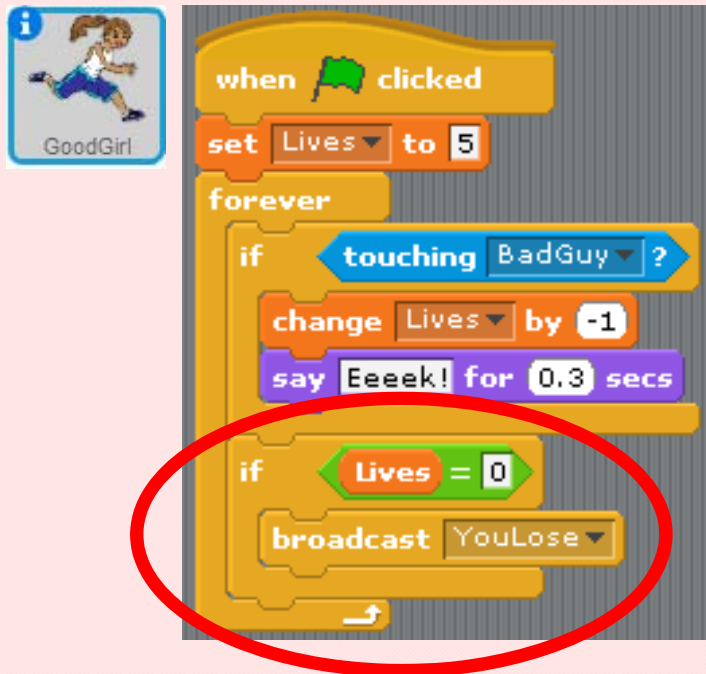 i
GoodGirl
when clicked
set Lives to 5
forever
if touching BadGuy ?
change Lives by -1
say Eeeek! for 0.3 secs
if Lives = 0
broadcast YouLose